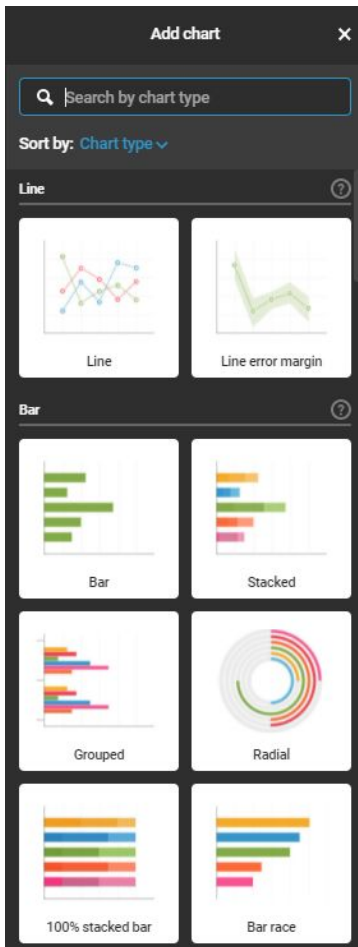 Add chart
Search by chart type
Sort by: Chart type
Line
Line
Line error margin
Bar
Bar
Stacked
Grouped
Radial
100% stacked bar
Bar race